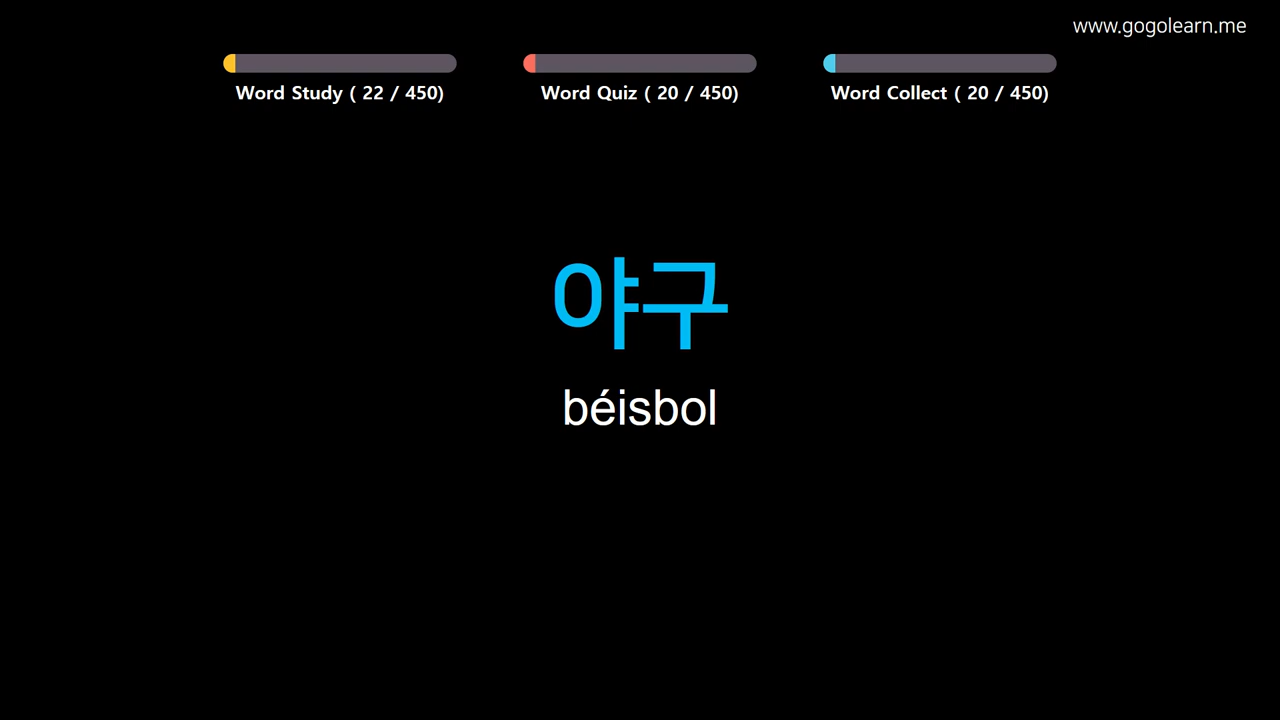 www.gogolearn.me
Word Study ( 22 / 450)
Word Quiz ( 20 / 450)
Word Collect ( 20 / 450)
야구
béisbol